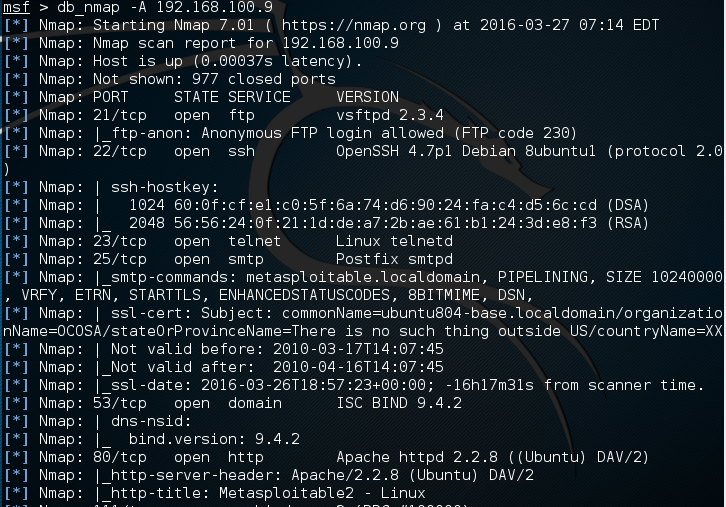 msf > db_nmap -A 192.168.100.9
[*] Nmap: Starting Nmap 7.01 ( https://nmap.org ) at 2016-03-27 07:14 EDT
[*] Nmap: Nmap scan report for 192.168.100.9
[*] Nmap: Host is up (0.00037s latency).
[*] Nmap: Not shown: 977 closed ports
[*] Nmap: PORT     STATE SERVICE     VERSION
[*] Nmap: 21/tcp   open  ftp         vsftpd 2.3.4
[*] Nmap: |_ftp-anon: Anonymous FTP login allowed (FTP code 230)
[*] Nmap: 22/tcp   open  ssh         OpenSSH 4.7p1 Debian 8ubuntu1 (protocol 2.0
)
[*] Nmap: | ssh-hostkey:
[*] Nmap: |   1024 60:0f:cf:e1:c0:5f:6a:74:d6:90:24:fa:c4:d5:6c:cd (DSA)
[*] Nmap: |_  2048 56:56:24:0f:21:1d:de:a7:2b:ae:61:b1:24:3d:e8:f3 (RSA)
[*] Nmap: 23/tcp   open  telnet      Linux telnetd
[*] Nmap: 25/tcp   open  smtp        Postfix smtpd
[*] Nmap: |_smtp-commands: metasploitable.localdomain, PIPELINING, SIZE 10240000
, VRFY, ETRN, STARTTLS, ENHANCEDSTATUSCODES, 8BITMIME, DSN,
[*] Nmap: | ssl-cert: Subject: commonName=ubuntu804-base.localdomain/organizatio
nName=OCOSA/stateOrProvinceName=There is no such thing outside US/countryName=XX
[*] Nmap: | Not valid before: 2010-03-17T14:07:45
[*] Nmap: |_Not valid after:  2010-04-16T14:07:45
[*] Nmap: |_ssl-date: 2016-03-26T18:57:23+00:00; -16h17m31s from scanner time.
[*] Nmap: 53/tcp   open  domain      ISC BIND 9.4.2
[*] Nmap: | dns-nsid:
[*] Nmap: |_  bind.version: 9.4.2
[*] Nmap: 80/tcp   open  http        Apache httpd 2.2.8 ((Ubuntu) DAV/2)
[*] Nmap: |_http-server-header: Apache/2.2.8 (Ubuntu) DAV/2
[*] Nmap: |_http-title: Metasploitable2 - Linux